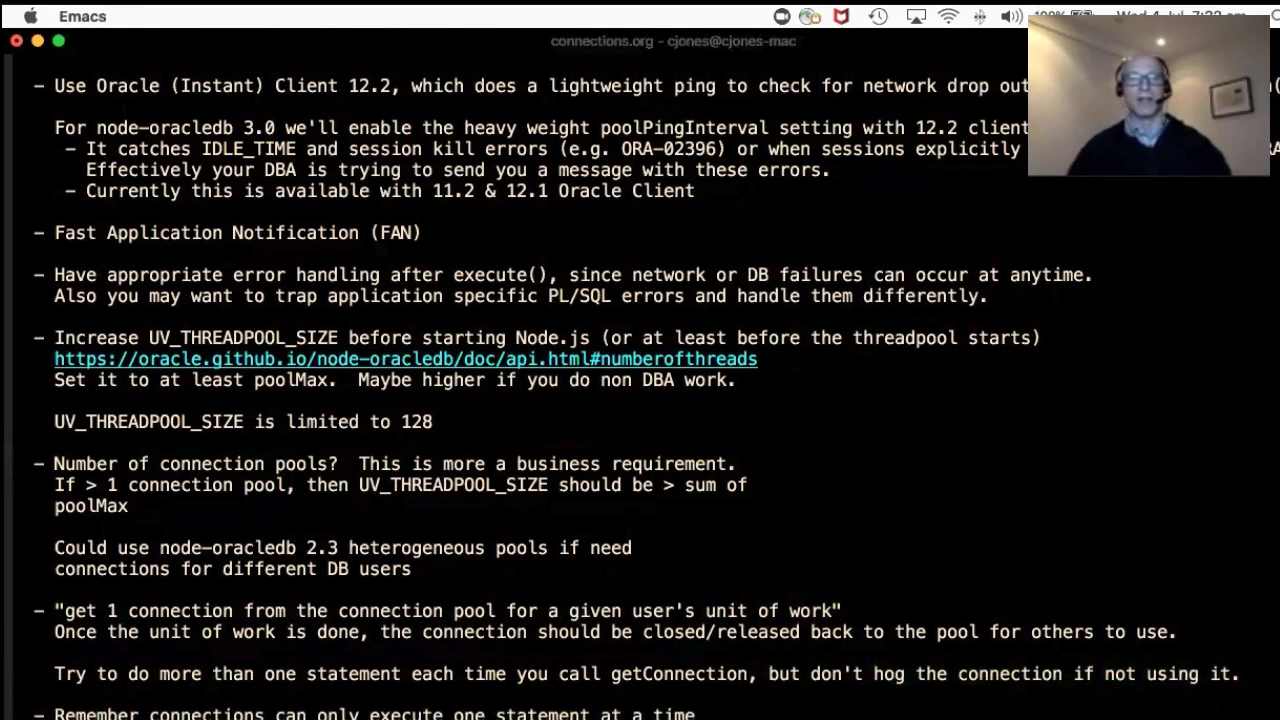 Emacs
connections.org - cjones@cjones-mac
- Use Oracle (Instant) Client 12.2, which does a lightweight ping to check for network drop out
For node-oracledb 3.0 we'll enable the heavy weight poolPingInterval setting with 12.2 client
- It catches IDLE_TIME and session kill errors (e.g. ORA-02396) or when sessions explicitly
Effectively your DBA is trying to send you a message with these errors.
- Currently this is available with 11.2 & 12.1 Oracle Client
- Fast Application Notification (FAN)
- Have appropriate error handling after execute(), since network or DB failures can occur at anytime.
Also you may want to trap application specific PL/SQL errors and handle them differently.
- Increase UV_THREADPOOL_SIZE before starting Node.js (or at least before the threadpool starts)
https://oracle.github.io/node-oracledb/doc/api.html#numberofthreads
Set it to at least poolMax.  Maybe higher if you do non DBA work.
UV_THREADPOOL_SIZE is limited to 128
- Number of connection pools?  This is more a business requirement.
If > 1 connection pool, then UV_THREADPOOL_SIZE should be > sum of
poolMax
Could use node-oracledb 2.3 heterogeneous pools if need
connections for different DB users
- "get 1 connection from the connection pool for a given user's unit of work"
Once the unit of work is done, the connection should be closed/released back to the pool for others to use.
Try to do more than one statement each time you call getConnection, but don't hog the connection if not using it.
- Remember connections can only execute one statement at a time